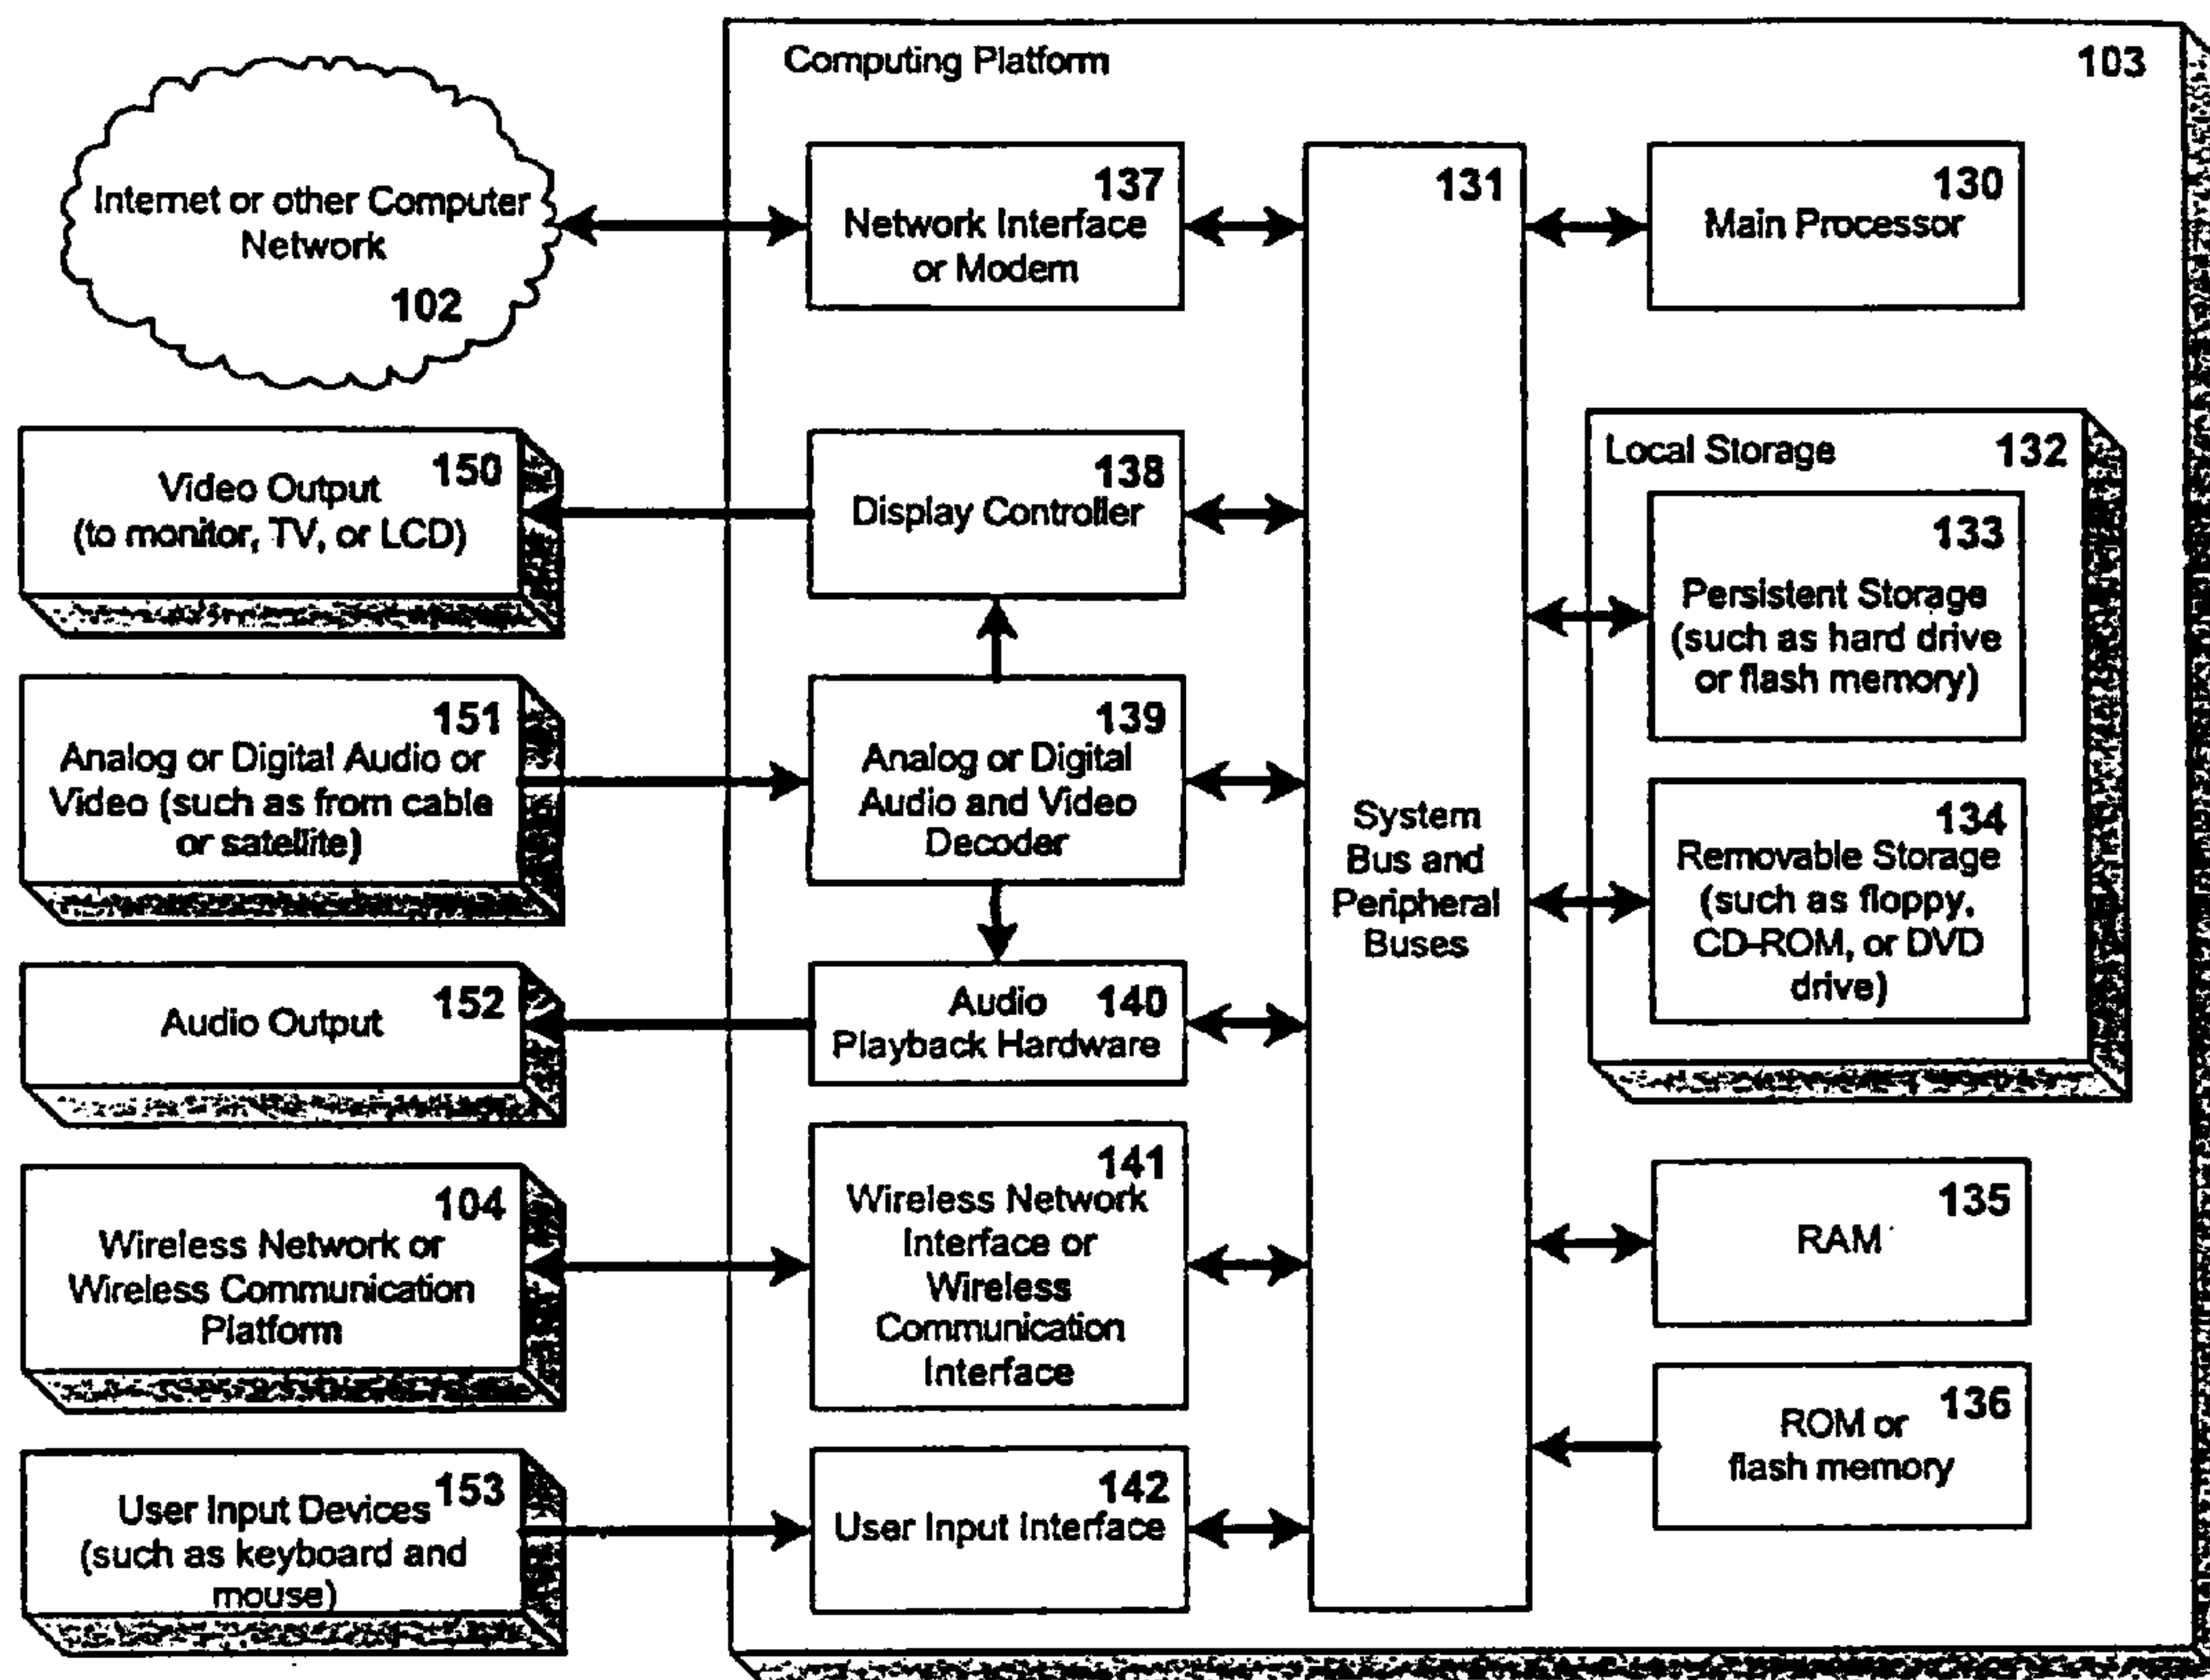 Computing Platform
103
Internet or other Computer
Network
102
137
Network Interface
or Modem
131
System
Bus and
Peripheral
Buses
130
Main Processor
150
Video Output
(to monitor, TV, or LCD)
138
Display Controller
Local Storage
132
133
Persistent Storage
(such as hard drive
or flash memory)
151
Analog or Digital Audio or
Video (such as from cable
or satellite)
139
Analog or Digital
Audio and Video
Decoder
134
Removable Storage
(such as floppy,
CD-ROM, or DVD
drive)
152
Audio Output
Audio 140
Playback Hardware
104
Wireless Network or
Wireless Communication
Platform
141
Wireless Network
Interface or
Wireless
Communication
Interface
135
RAM
136
ROM or
flash memory
153
User Input Devices
(such as keyboard and
mouse)
142
User Input Interface